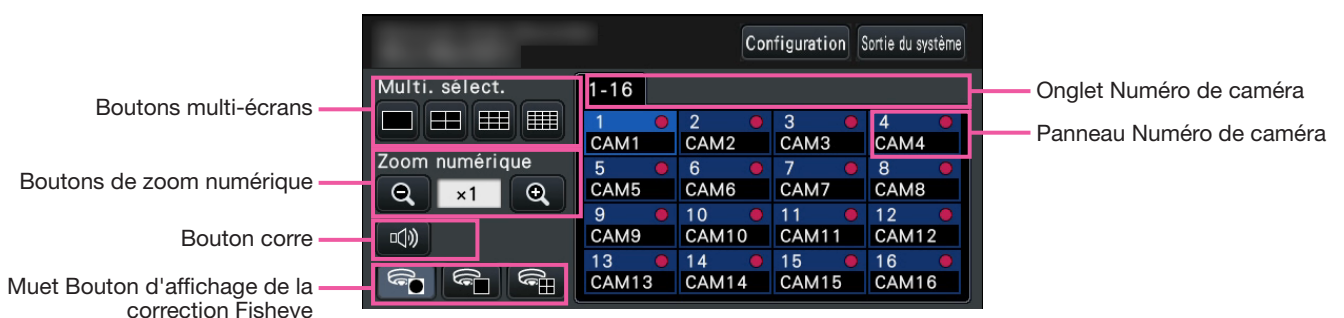 Configuration Sortie du système
Multi. sélect.
1-16
Boutons multi-écrans
Onglet Numéro de caméra
1 2 3 4
CAM1 CAM2 CAM3 CAM4
Panneau Numéro de caméra
Zoom numérique
5 6 7 8
CAM5 CAM6 CAM7 CAM8
Boutons de zoom numérique
×1
9 10 11 12
CAM9 CAM10 CAM11 CAM12
Bouton corre
13 14 15 16
CAM13 CAM14 CAM15 CAM16
Muet Bouton d'affichage de la
correction Fisheye